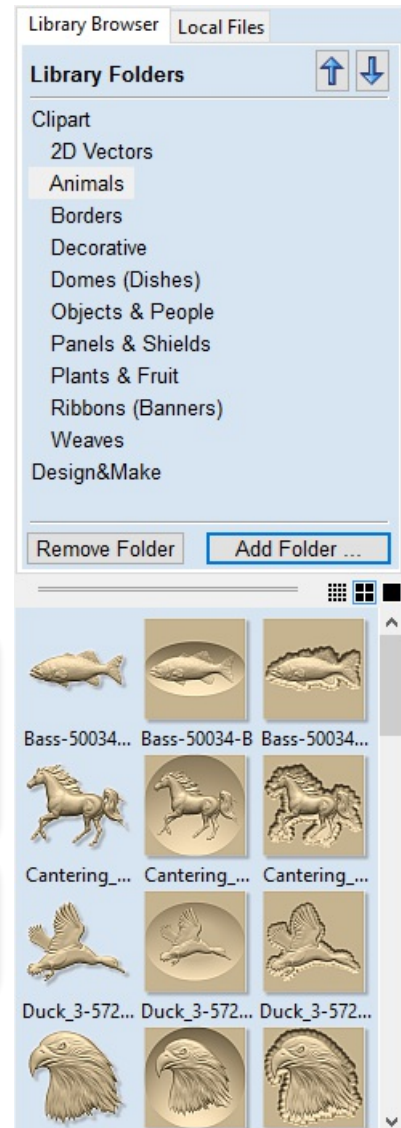 Library Browser Local Files
Library Folders
Clipart
2D Vectors
Animals
Borders
Decorative
Domes (Dishes)
Objects & People
Panels & Shields
Plants & Fruit
Ribbons (Banners)
Weaves
Design&Make
Remove Folder Add Folder ...
Bass-50034... Bass-50034-B Bass-50034...
Cantering_... Cantering_... Cantering_...
Duck_3-572... Duck_3-572... Duck_3-572...